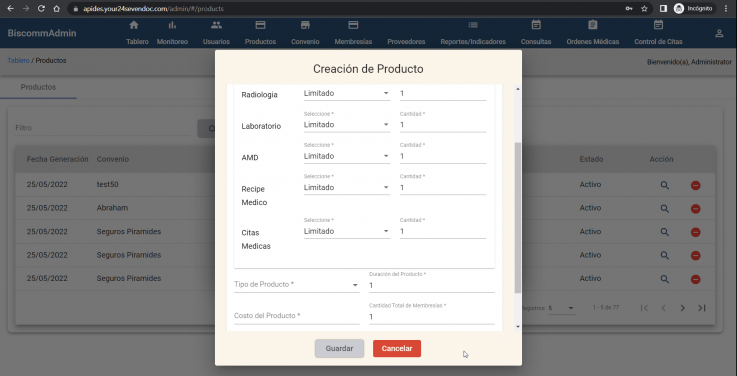 apides.your24sevendoc.com/admin/#/products
Incógnito
BiscommAdmin
Tablero
Monitoreo
Usuarios
Productos
Convenio
Membresías
Proveedores
Reportes/Indicadores
Consultas
Ordenes Médicas
Control de Citas
Tablero / Productos
Bienvenido(a), Administrator
Productos
Filtro
Fecha Generación Convenio Estado Acción
25/05/2022 test50 Activo
25/05/2022 Abraham Activo
25/05/2022 Seguros Piramides Activo
25/05/2022 Seguros Piramides Activo
25/05/2022 Seguros Piramides Activo
5 1 - 5 de 77
Creación de Producto
Radiologia Limitado 1
Seleccione * Cantidad *
Laboratorio Limitado 1
Seleccione * Cantidad *
AMD Limitado 1
Seleccione * Cantidad *
Recipe Limitado 1
Medico
Seleccione * Cantidad *
Citas Limitado 1
Medicas
Duración del Producto *
Tipo de Producto * 1
Cantidad Total de Membresías *
Costo del Producto * 1
Guardar Cancelar